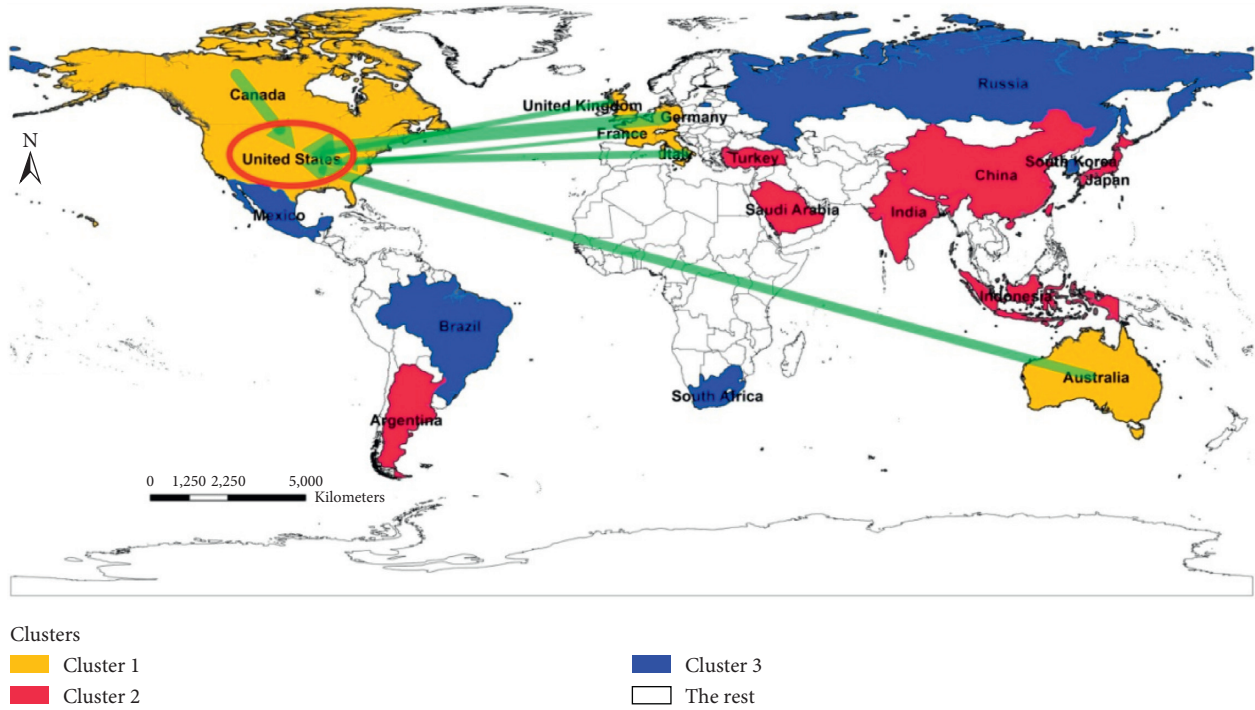 Canada
United Kingdom
Germany
France
Italy
United States
Russia
N
Turkey
South Korea
Japan
China
Saudi Arabia
India
Mexico
Indonesia
Brazil
Australia
South Africa
Argentina
0 1,250 2,250 5,000
Kilometers
Clusters
Cluster 1
Cluster 2
Cluster 3
The rest